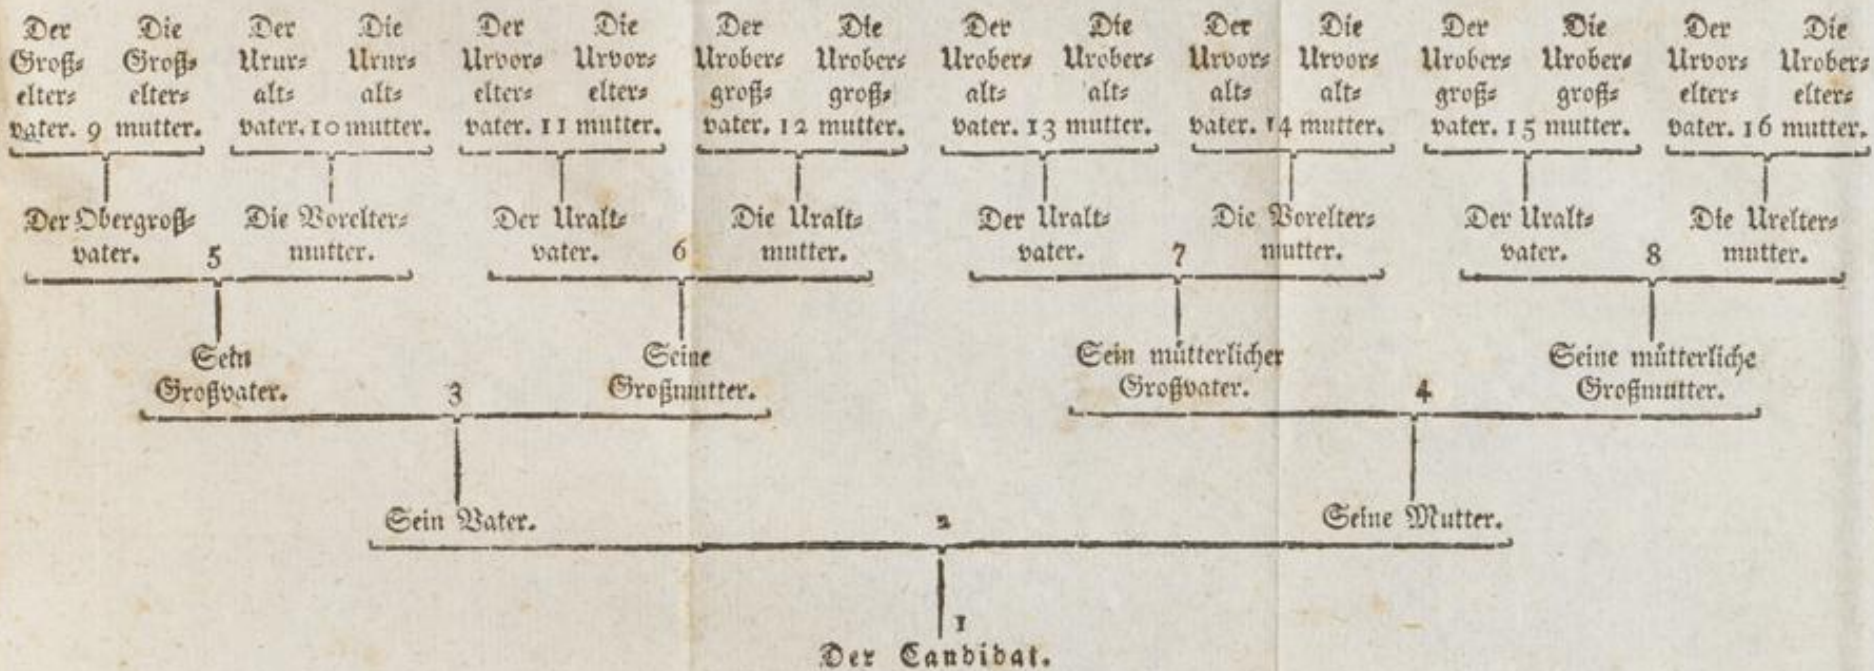 Der Die Der Die Der Die Der Die Der Die Der Die Der Die Der Die
Groß⸗ Groß⸗ Urur⸗ Urur⸗ Urvor⸗ Urvor⸗ Urober⸗ Urober⸗ Urober⸗ Urober⸗ Urvor⸗ Urvor⸗ Urober⸗ Urober⸗ Urvor⸗ Urober⸗
elter⸗ elter⸗ alt⸗ alt⸗ elter⸗ elter⸗ groß⸗ groß⸗ alt⸗ alt⸗ alt⸗ alt⸗ groß⸗ groß⸗ elter⸗ elter⸗
vater. 9 mutter. vater. 10 mutter. vater. 11 mutter. vater. 12 mutter. vater. 13 mutter. vater. 14 mutter. vater. 15 mutter. vater. 16 mutter.
Der Obergroß⸗ Die Vorelter⸗ Der Uralt⸗ Die Uralt⸗ Der Uralt⸗ Die Vorelter⸗ Der Uralt⸗ Die Urelter⸗
vater. 5 mutter. vater. 6 mutter. vater. 7 mutter. vater. 8 mutter.
Sein Seine Sein mütterlicher Seine mütterliche
Großvater. 3 Großmutter. Großvater. 4 Großmutter.
Sein Vater. 2 Seine Mutter.
1
Der Candidat.